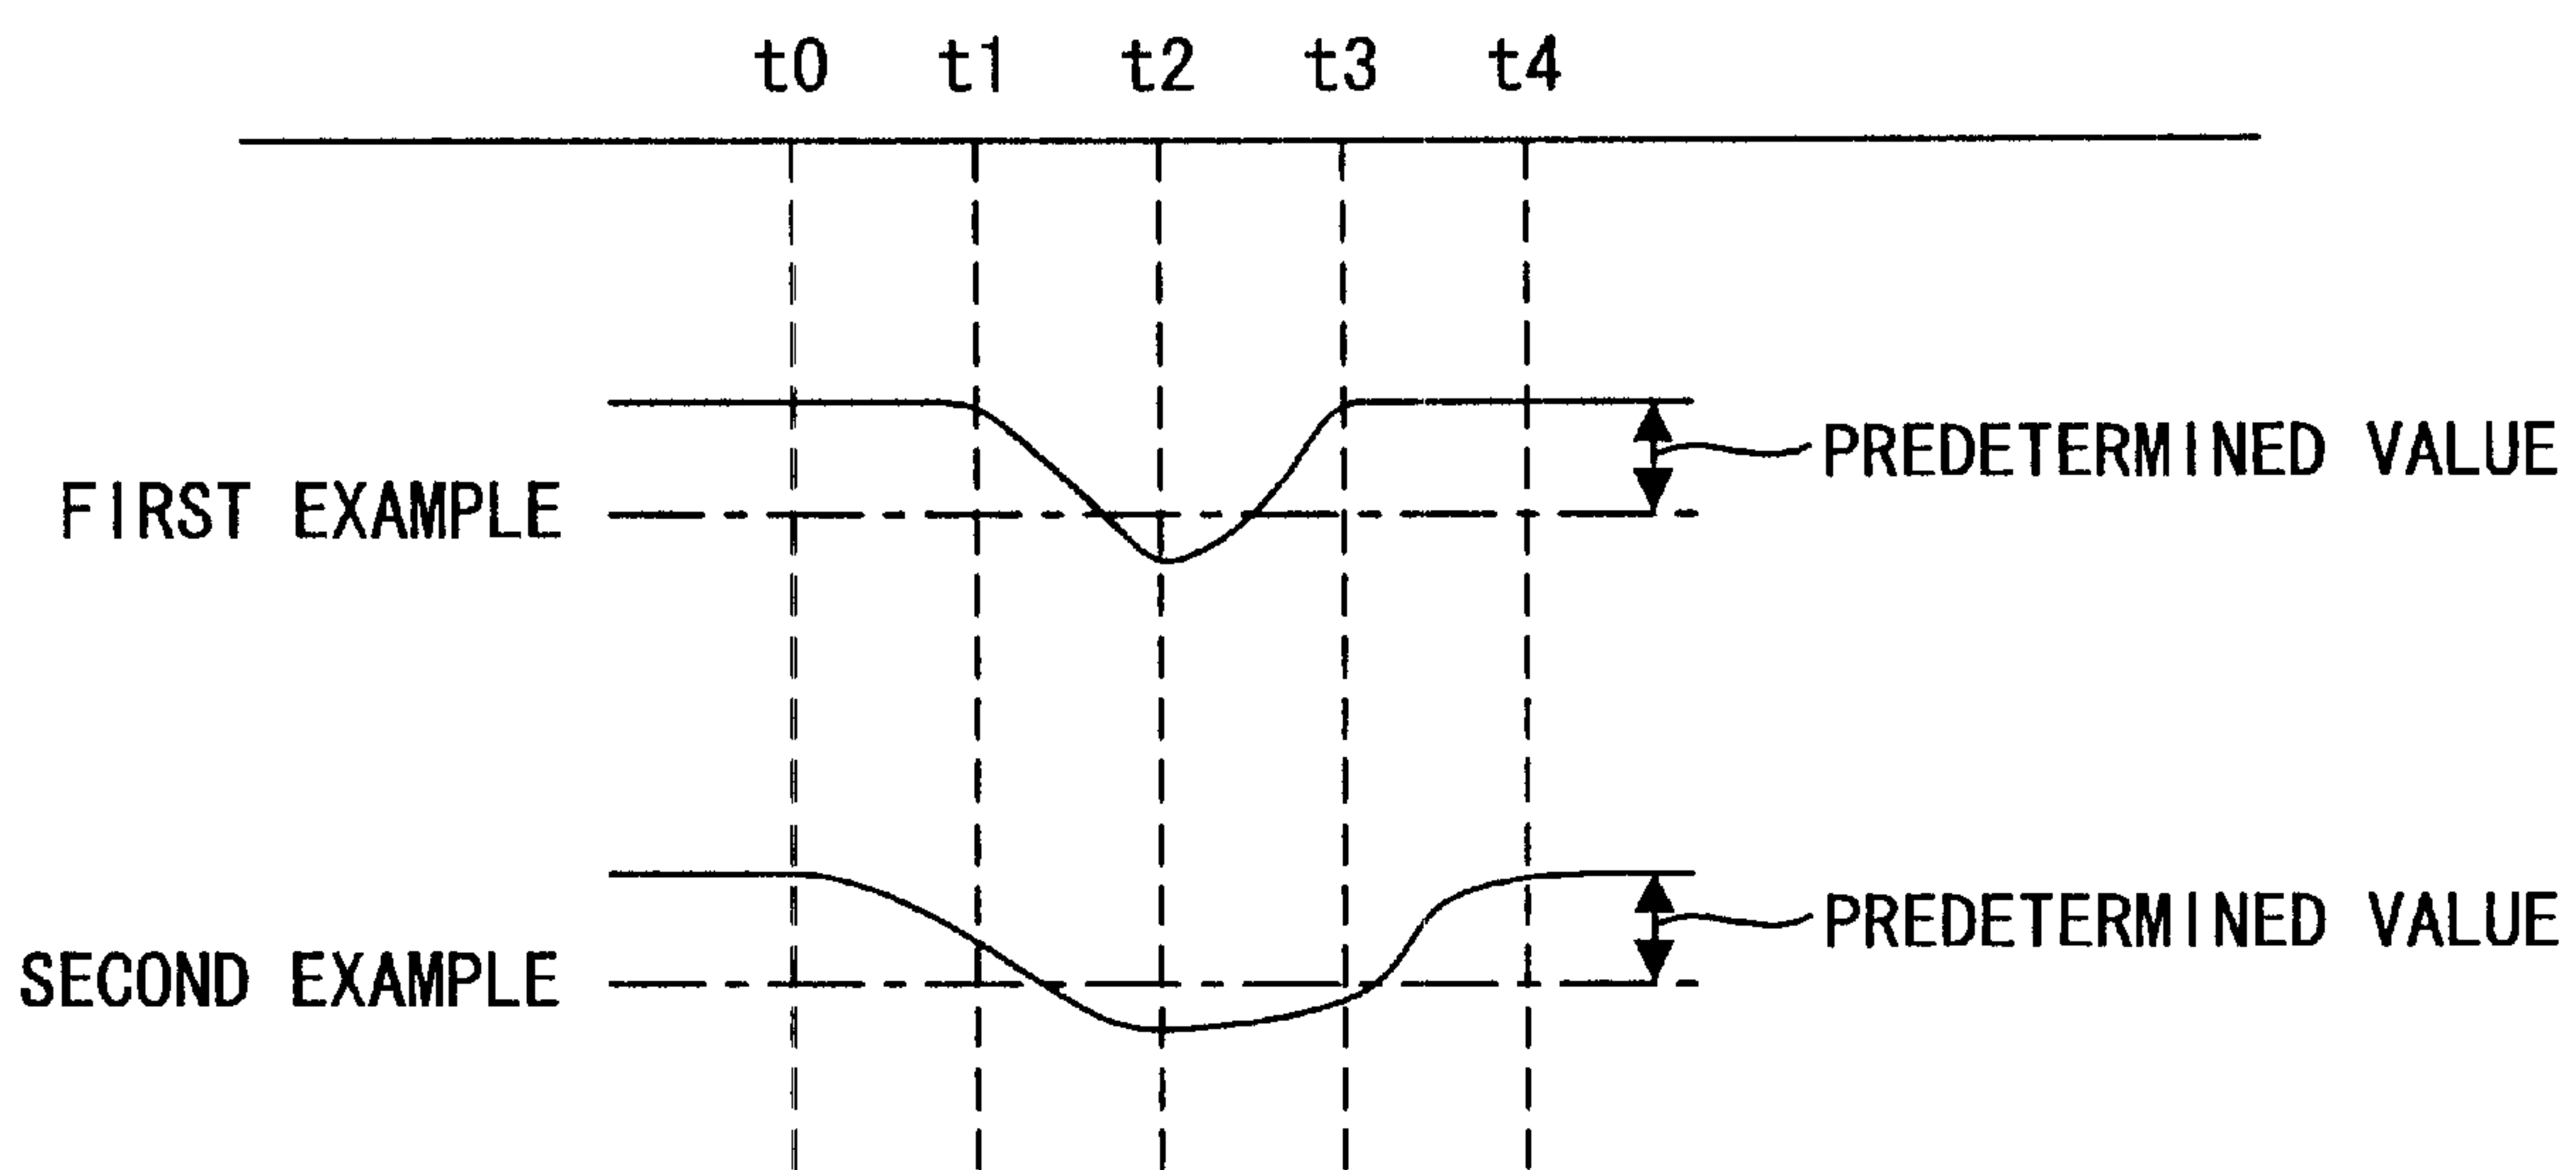 t0 t1 t2 t3 t4
PREDETERMINED VALUE
FIRST EXAMPLE
PREDETERMINED VALUE
SECOND EXAMPLE